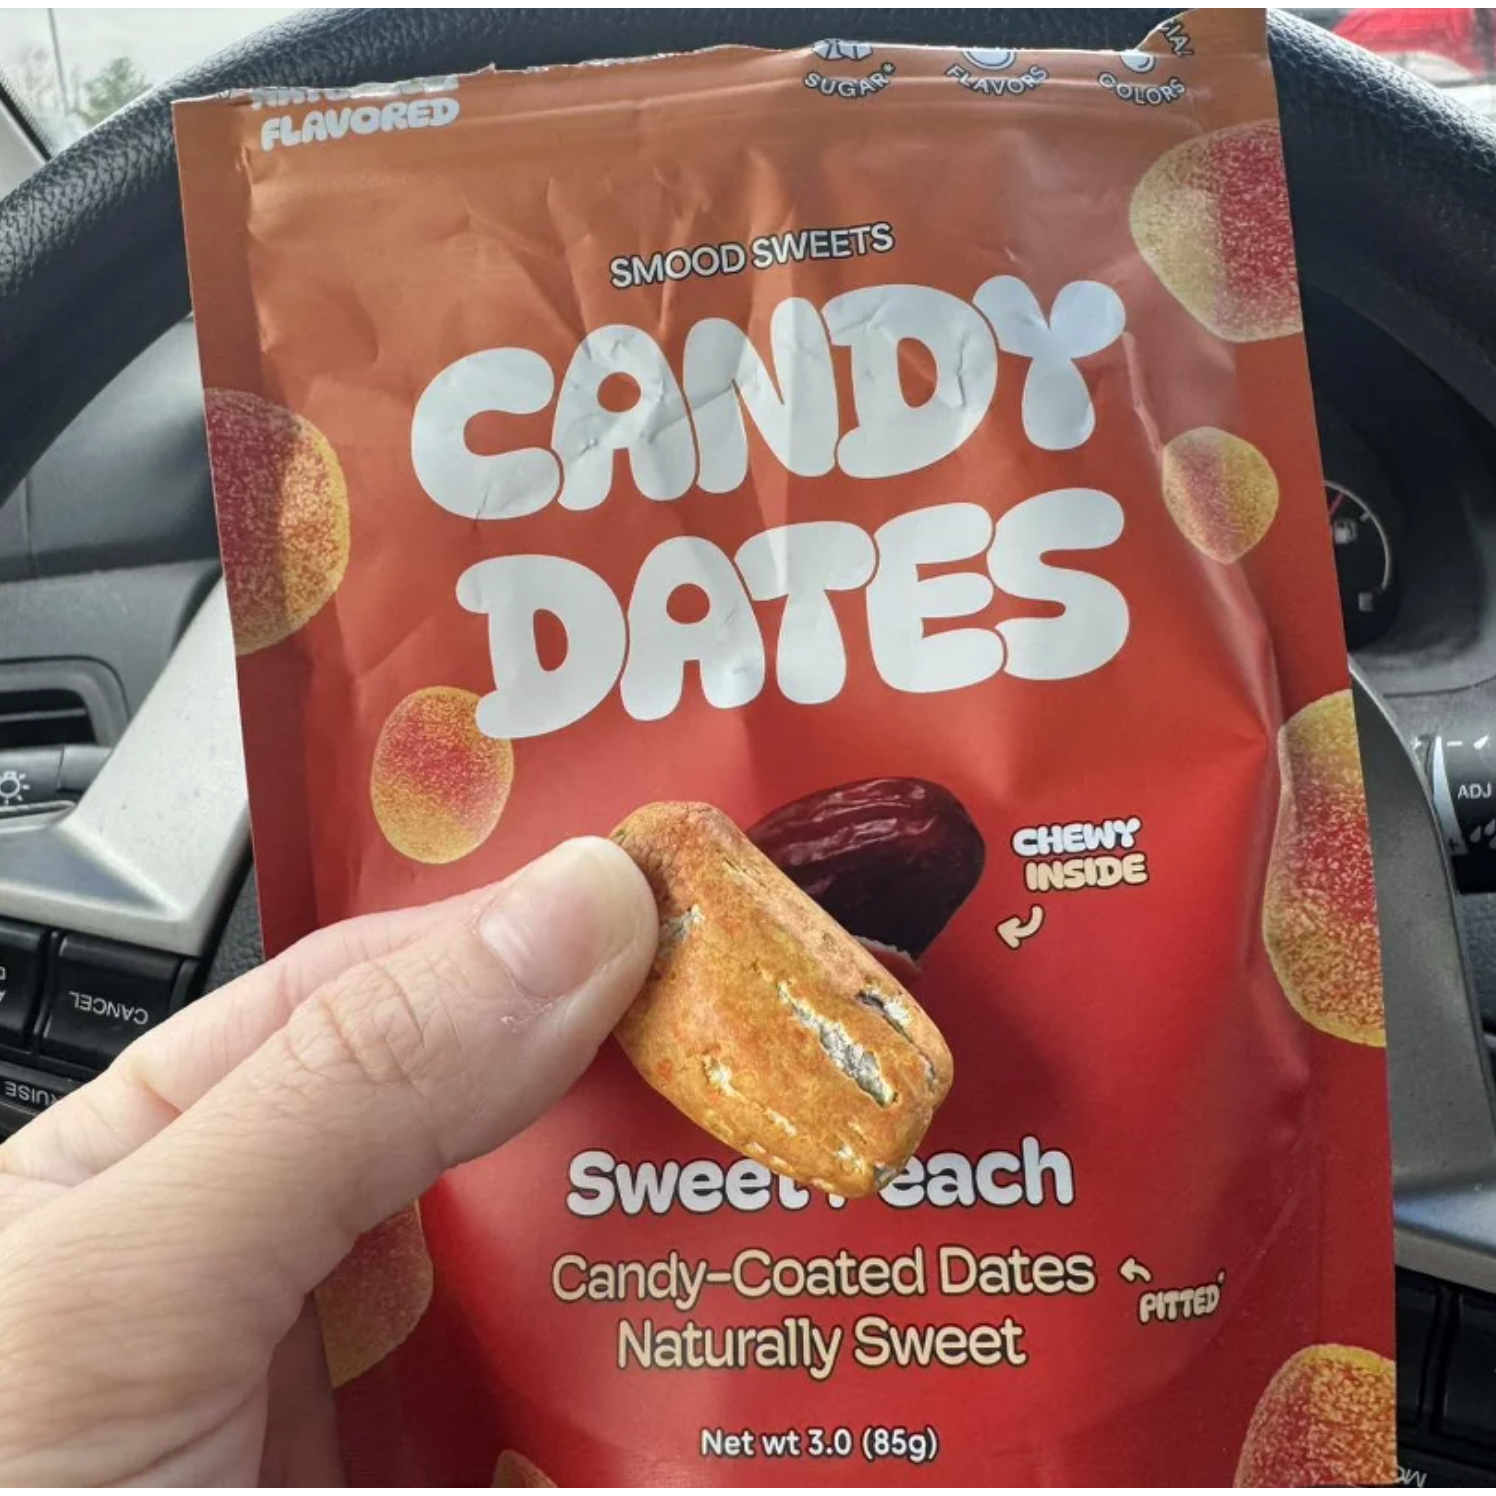 FLAVORED
SUGAR*
FLAVORS
COLORS
SMOOD SWEETS
CANDY
DATES
CHEWY
INSIDE
Sweet
Candy-Coated Dates
PITTED*
Naturally Sweet
Net wt 3.0 (85g)
CANCEL
ADJ